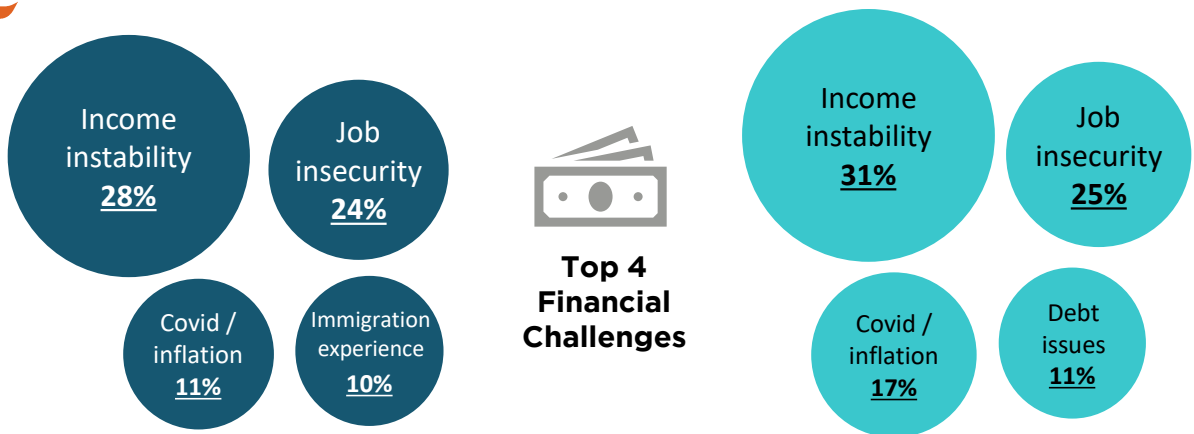 Income
instability
28%
Job
insecurity
24%
Covid /
inflation
11%
Immigration
experience
10%
Top 4
Financial
Challenges
Income
instability
31%
Job
insecurity
25%
Covid /
inflation
17%
Debt
issues
11%